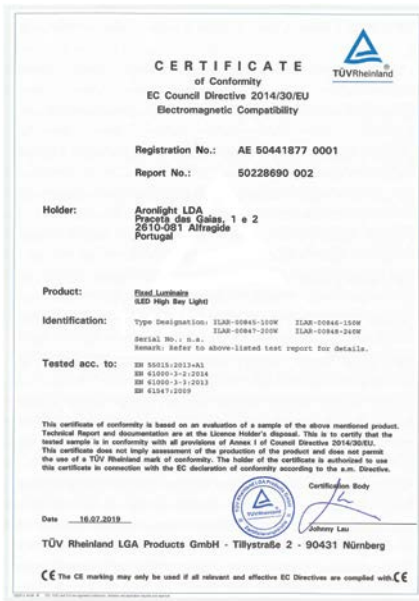 CERTIFICATE
of Conformity
EC Council Directive 2014/30/EU
Electromagnetic Compatibility
TÜVRheinland®
Registration No.: AE 50441877 0001
Report No.: 50228690 002
Holder: Aronlight LDA
Praceta das Gaias, 1 e 2
2610-081 Alfragide
Portugal
Product: Fixed Luminaire
(LED High Bay Light)
Identification: Type Designation: ILAR-00845-100W ILAR-00846-150W
ILAR-00847-200W ILAR-00848-240W
Serial No.: n.a.
Remark: Refer to above-listed test report for details.
Tested acc. to: EN 55015:2013+A1
EN 61000-3-2:2014
EN 61000-3-3:2013
EN 61547:2009
This certificate of conformity is based on an evaluation of a sample of the above mentioned product.
Technical Report and documentation are at the Licence Holder's disposal. This is to certify that the
tested sample is in conformity with all provisions of Annex I of Council Directive 2014/30/EU.
This certificate does not imply assessment of the production of the product and does not permit
the use of a TÜV Rheinland mark of conformity. The holder of the certificate is authorized to use
this certificate in connection with the EC declaration of conformity according to the a.m. Directive.
Certification Body
TÜVRheinland
Date 16.07.2019
Johnny Lau
TÜV Rheinland LGA Products GmbH - Tillystraße 2 - 90431 Nürnberg
CE The CE marking may only be used if all relevant and effective EC Directives are complied with. CE